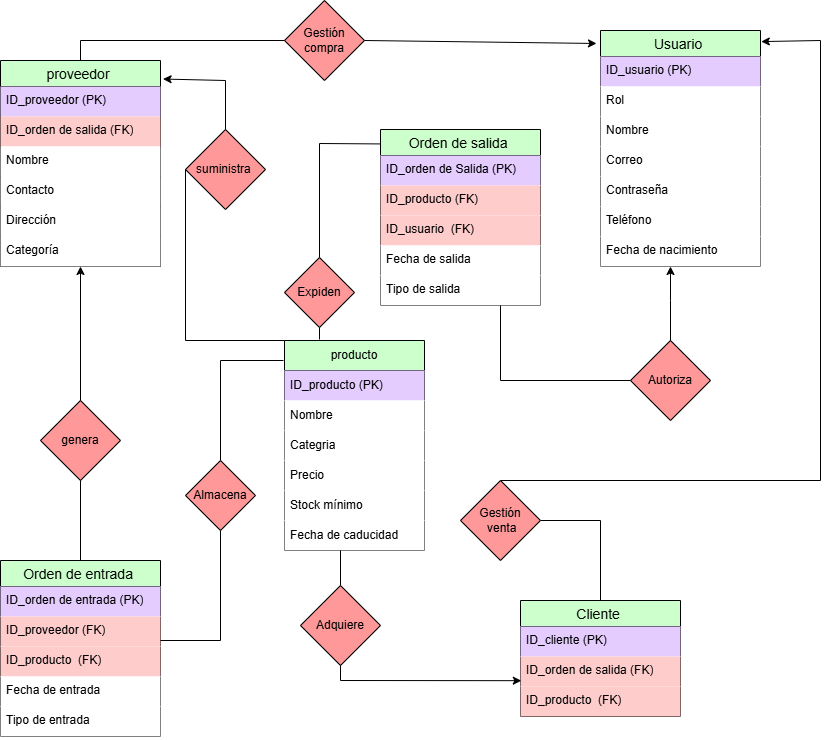 Gestión
compra
Usuario
ID_usuario (PK)
Rol
Nombre
Correo
Contraseña
Teléfono
Fecha de nacimiento
proveedor
ID_proveedor (PK)
ID_orden de salida (FK)
Nombre
Contacto
Dirección
Categoría
suministra
Orden de salida
ID_orden de Salida (PK)
ID_producto (FK)
ID_usuario  (FK)
Fecha de salida
Tipo de salida
Expiden
producto
ID_producto (PK)
Nombre
Categria
Precio
Stock mínimo
Fecha de caducidad
Autoriza
genera
Almacena
Gestión
venta
Orden de entrada
ID_orden de entrada (PK)
ID_proveedor (FK)
ID_producto  (FK)
Fecha de entrada
Tipo de entrada
Adquiere
Cliente
ID_cliente (PK)
ID_orden de salida (FK)
ID_producto  (FK)